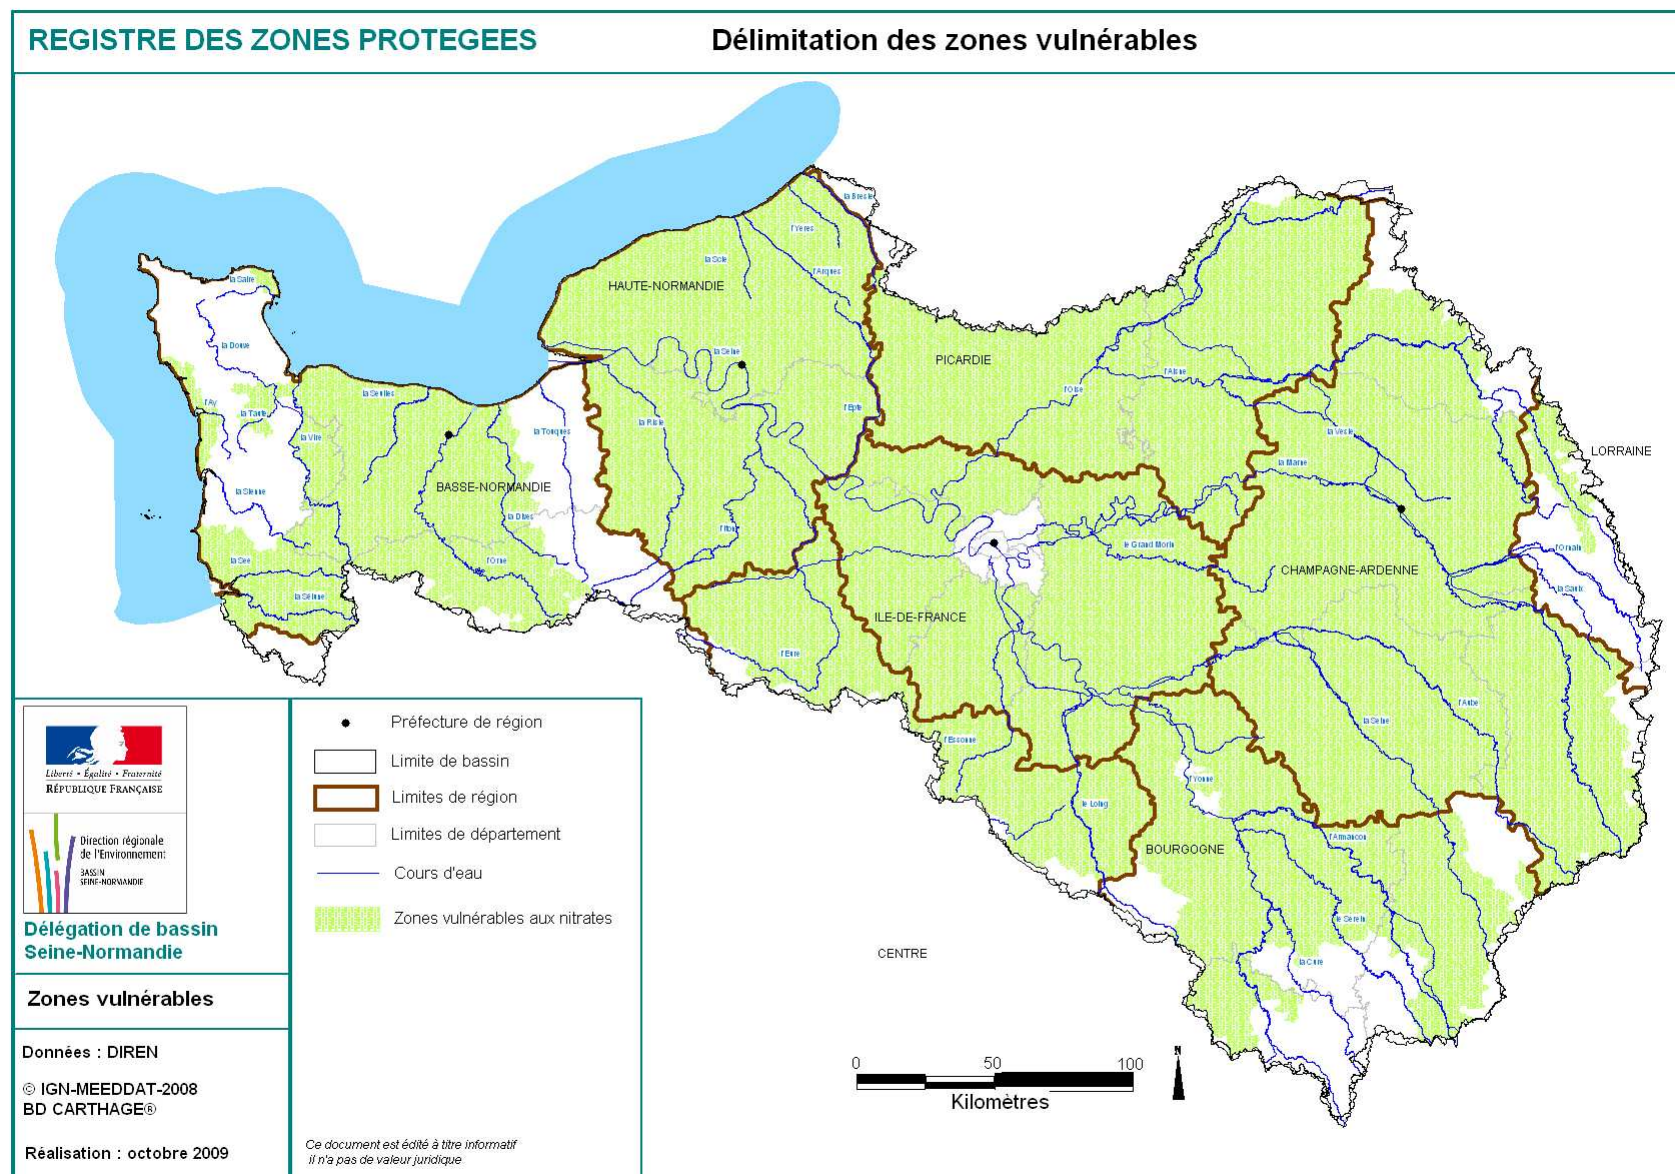 REGISTRE DES ZONES PROTEGEES
Délimitation des zones vulnérables
la Bresle
l'Yeres
la Scie
l'Arques
la Saire
HAUTE-NORMANDIE
la Douve
la Seine
PICARDIE
l'Aisne
l'Oise
la Seulles
l'Ay
la Taute
l'Epte
la Vire
la Risle
la Touques
la Vesle
LORRAINE
la Marne
BASSE-NORMANDIE
la Sienne
la Dives
l'Iton
le Grand Morin
l'Ornain
la Sée
l'Orne
CHAMPAGNE-ARDENNE
la Saulx
la Sélune
ILE-DE-FRANCE
l'Eure
l'Aube
la Seine
l'Essonne
l'Yonne
le Loing
l'Armancon
BOURGOGNE
le Serein
CENTRE
la Cure
Liberté • Égalité • Fraternité
RÉPUBLIQUE FRANÇAISE
Direction régionale
de l'Environnement
BASSIN
SEINE-NORMANDIE
Délégation de bassin
Seine-Normandie
Zones vulnérables
Données : DIREN
© IGN-MEEDDAT-2008
BD CARTHAGE®
Réalisation : octobre 2009
Préfecture de région
Limite de bassin
Limites de région
Limites de département
Cours d'eau
Zones vulnérables aux nitrates
Ce document est édité à titre informatif
il n'a pas de valeur juridique
0 50 100
Kilomètres
N